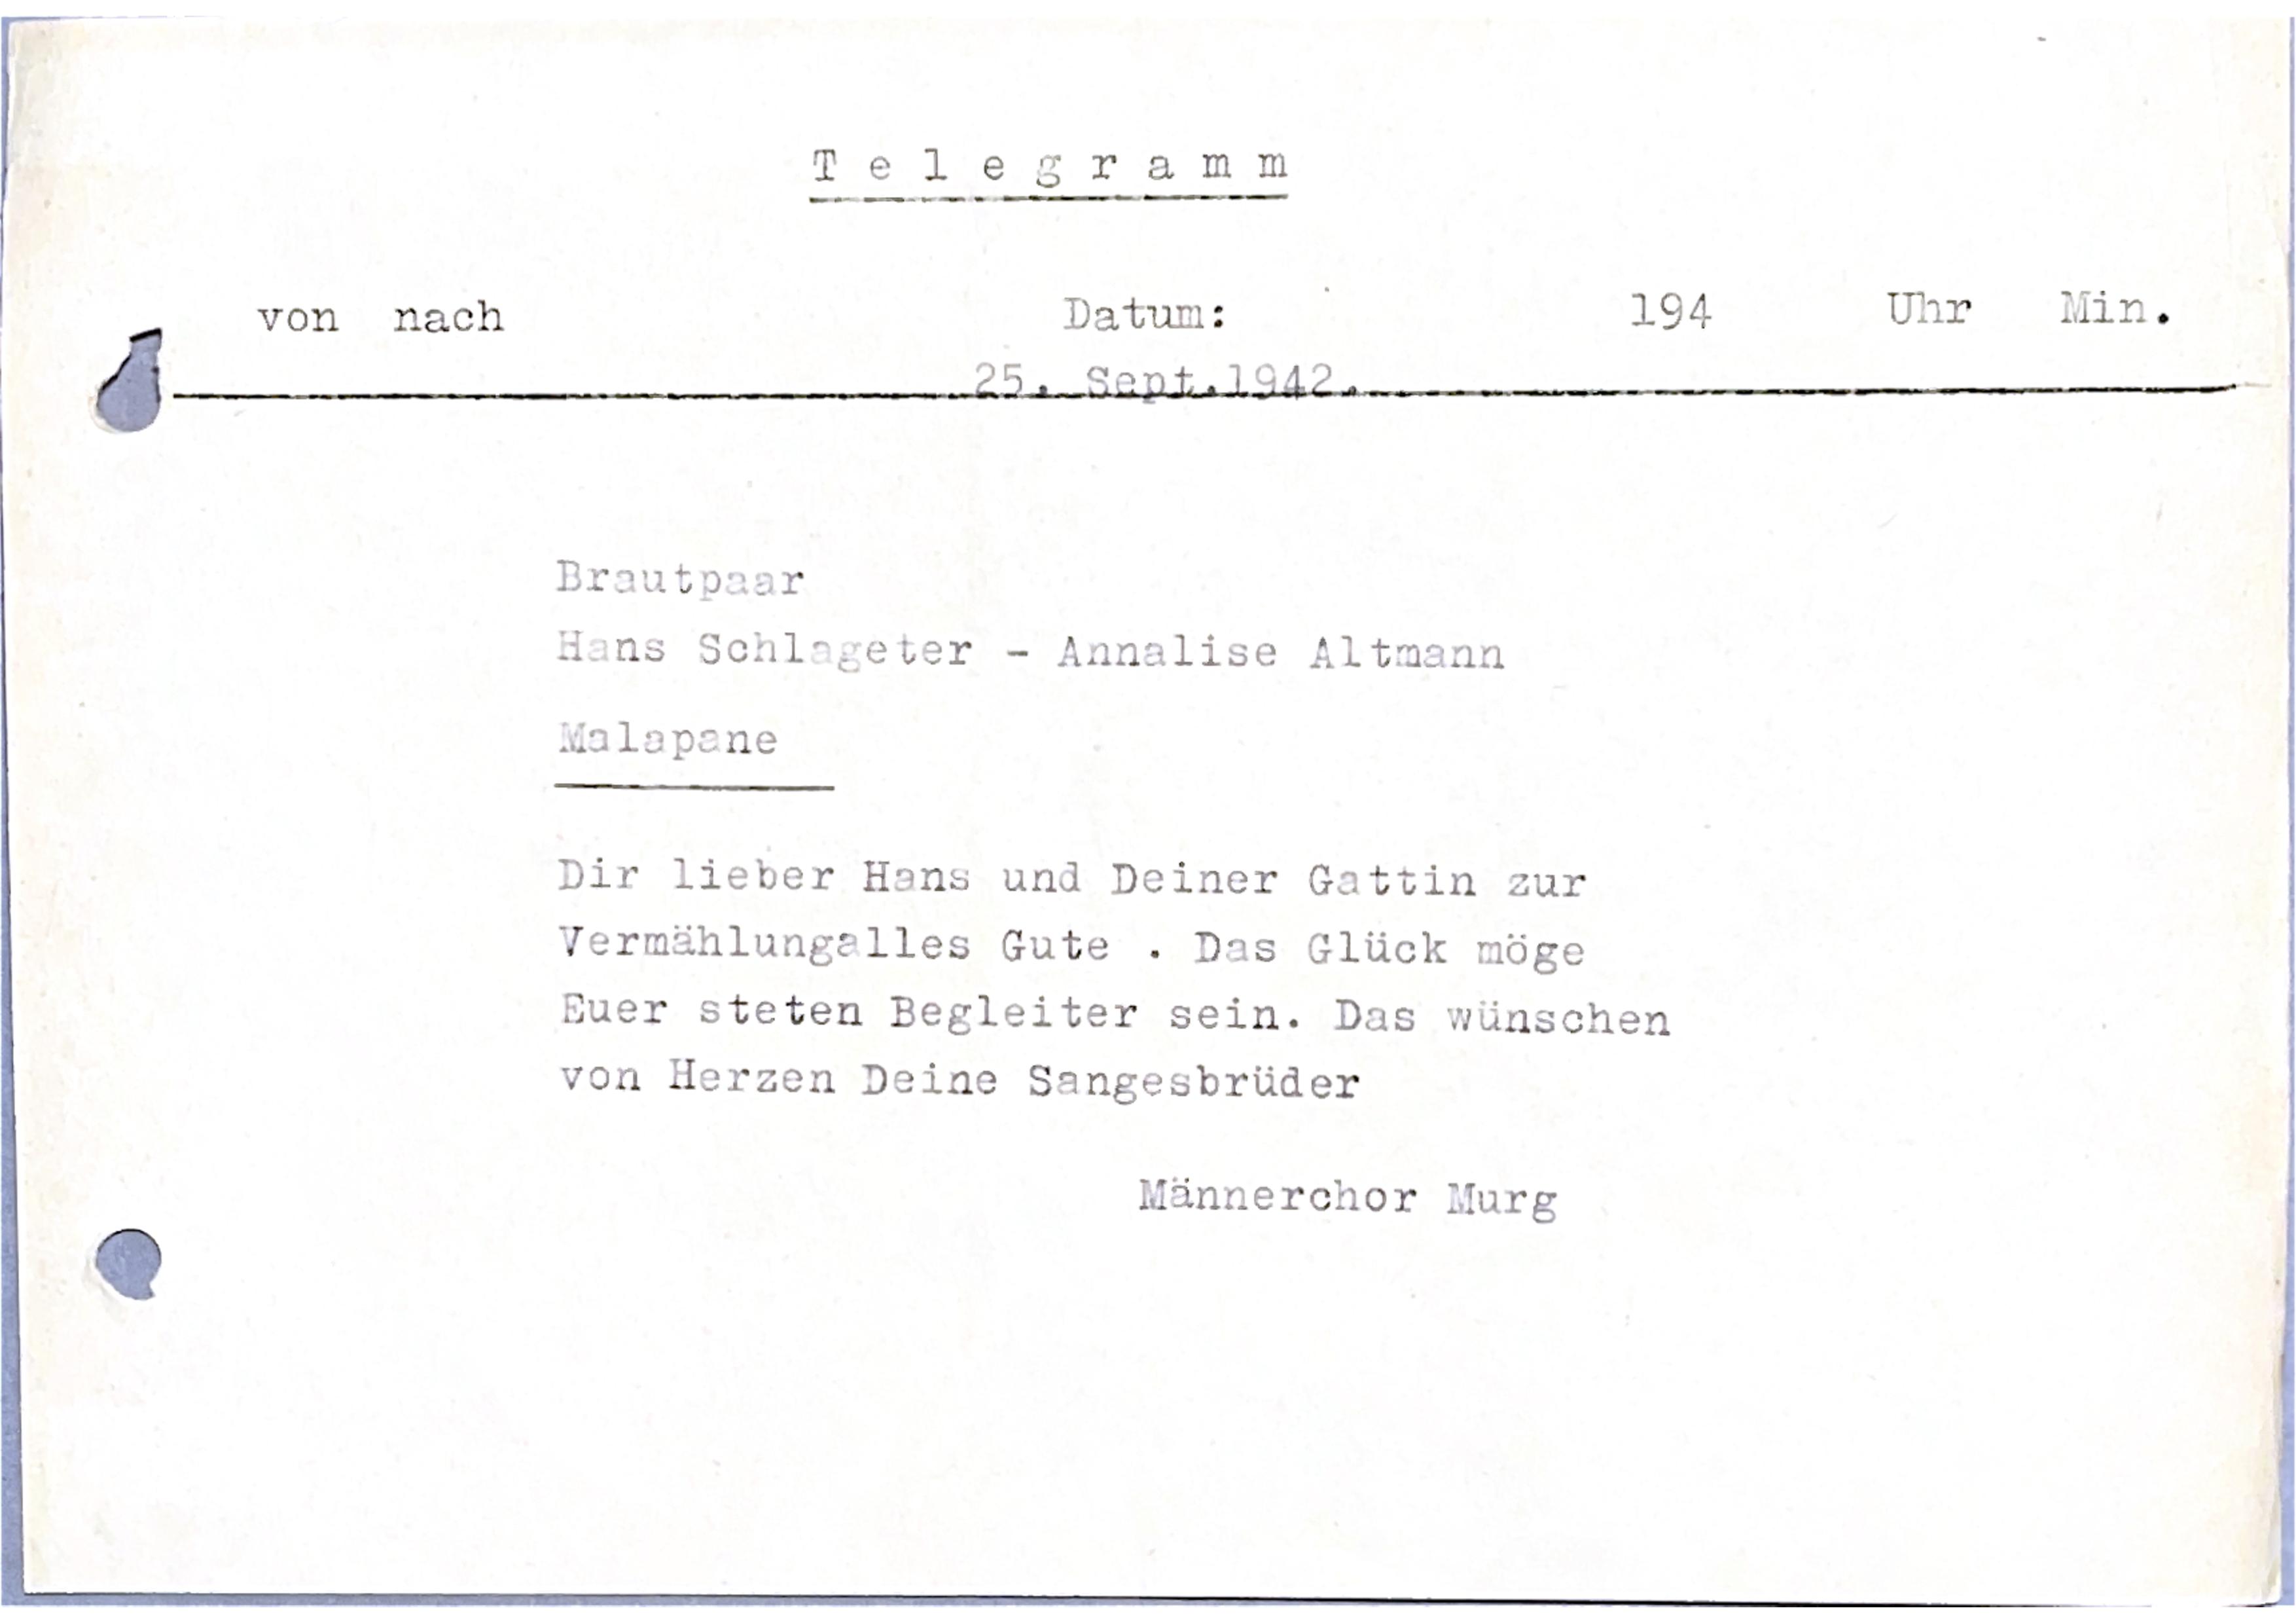 T e l e g r a m m
von nach Datum: 194 Uhr Min.
25. Sept.1942.
Brautpaar
Hans Schlageter - Annalise Altmann
Malapane
Dir lieber Hans und Deiner Gattin zur
Vermählungalles Gute . Das Glück möge
Euer steten Begleiter sein. Das wünschen
von Herzen Deine Sangesbrüder
Männerchor Murg